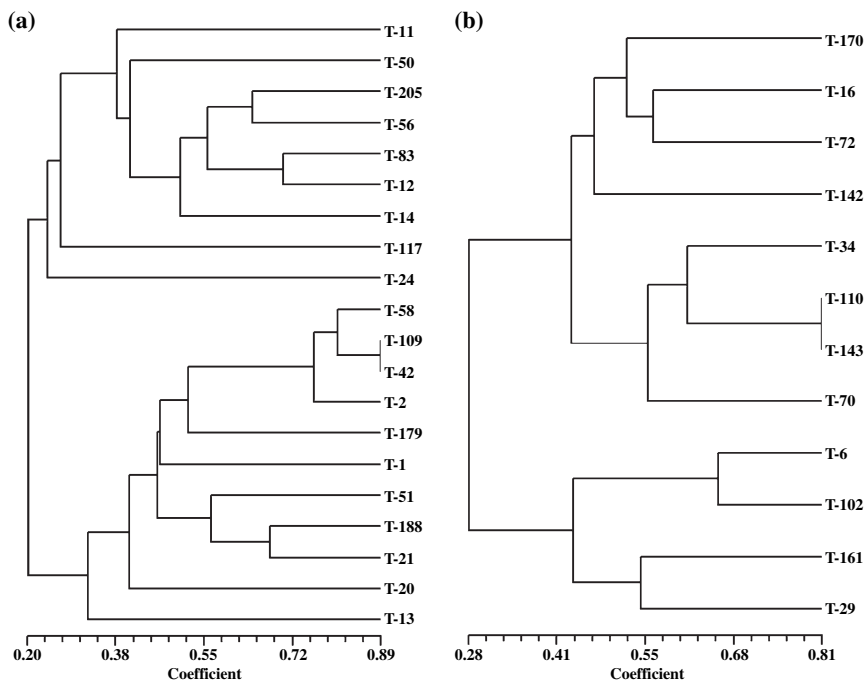 (a)
T-11
T-50
T-205
T-56
T-83
T-12
T-14
T-117
T-24
T-58
T-109
T-42
T-2
T-179
T-1
T-51
T-188
T-21
T-20
T-13
0.20 0.38 0.55 0.72 0.89
Coefficient
(b)
T-170
T-16
T-72
T-142
T-34
T-110
T-143
T-70
T-6
T-102
T-161
T-29
0.28 0.41 0.55 0.68 0.81
Coefficient